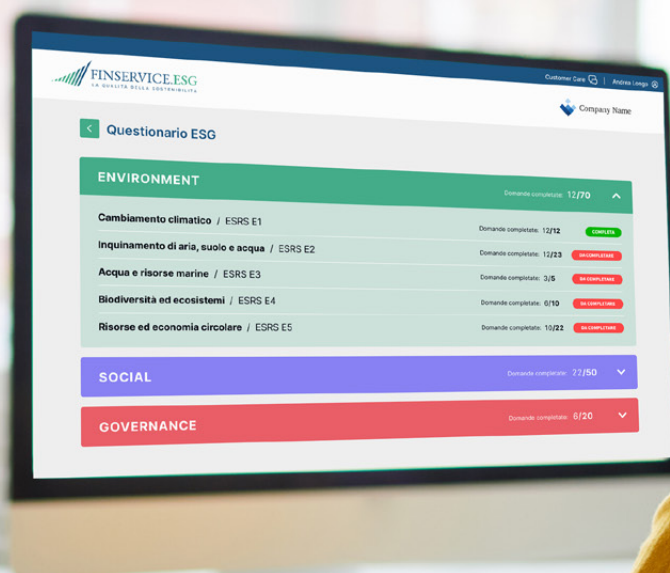 Customer Care | Andrea Longo
FINSERVICE.ESG
LA QUALITÀ DELLA SOSTENIBILITÀ
Company Name
< Questionario ESG
ENVIRONMENT Domande completate: 12/70
Cambiamento climatico / ESRS E1 Domande completate: 12/12 COMPLETA
Inquinamento di aria, suolo e acqua / ESRS E2 Domande completate: 12/23 DA COMPLETARE
Acqua e risorse marine / ESRS E3 Domande completate: 3/5 DA COMPLETARE
Biodiversità ed ecosistemi / ESRS E4 Domande completate: 6/10 DA COMPLETARE
Risorse ed economia circolare / ESRS E5 Domande completate: 10/22 DA COMPLETARE
SOCIAL Domande completate: 22/50
GOVERNANCE Domande completate: 6/20